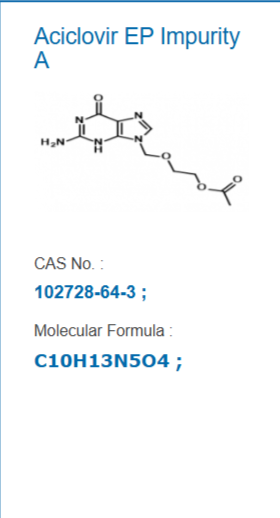 Aciclovir EP Impurity
A
O
N
N
H₂N
N
H
N
O
O
O
CAS No. :
102728-64-3 ;
Molecular Formula :
C10H13N5O4 ;